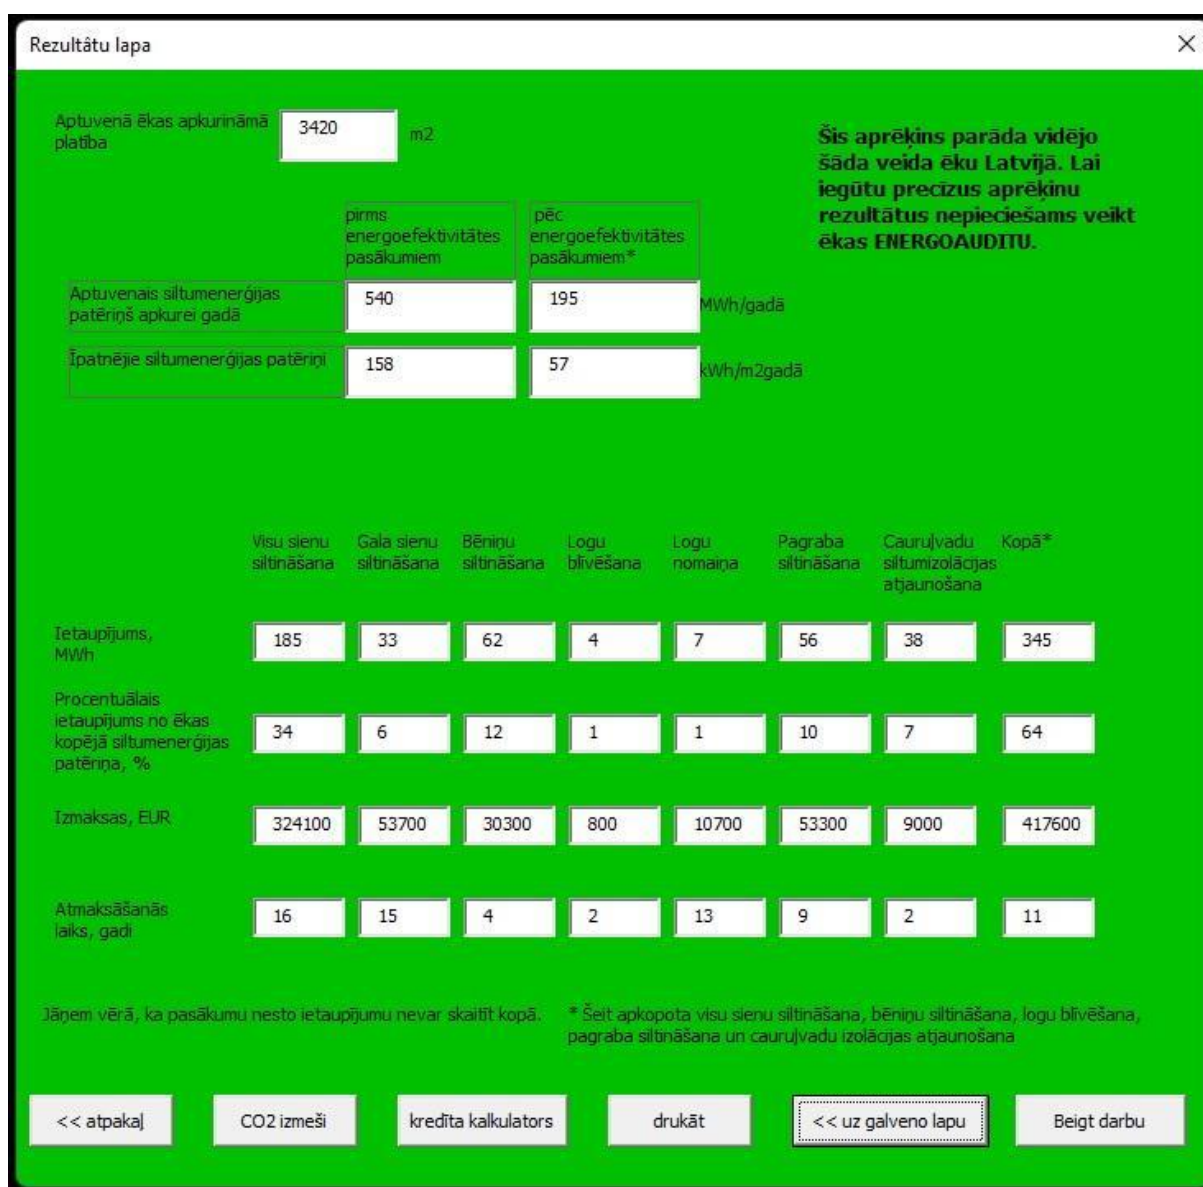 Rezultâtu lapa
Aptuvenā ēkas apkurināmā
platība
3420
m2
Šis aprēķins parāda vidējo
šāda veida ēku Latvijā. Lai
iegūtu precīzus aprēķinu
rezultātus nepieciešams veikt
ēkas ENERGOAUDITU.
pirms
energoefektivitātes
pasākumiem
pēc
energoefektivitātes
pasākumiem*
Aptuvenais siltumenerģijas
patēriņš apkurei gadā
540
195
MWh/gadā
Īpatnējie siltumenerģijas patēriņi
158
57
kWh/m2gadā
Visu sienu
siltināšana
Gala sienu
siltināšana
Bēniņu
siltināšana
Logu
blīvēšana
Logu
nomaiņa
Pagraba
siltināšana
Cauruļvadu
siltumizolācijas
atjaunošana
Kopā*
Ietaupījums,
MWh
185
33
62
4
7
56
38
345
Procentuālais
ietaupījums no ēkas
kopējā siltumenerģijas
patēriņa, %
34
6
12
1
1
10
7
64
Izmaksas, EUR
324100
53700
30300
800
10700
53300
9000
417600
Atmaksāšanās
laiks, gadi
16
15
4
2
13
9
2
11
Jāņem vērā, ka pasākumu nesto ietaupījumu nevar skaitīt kopā.
* Šeit apkopota visu sienu siltināšana, bēniņu siltināšana, logu blīvēšana,
pagraba siltināšana un cauruļvadu izolācijas atjaunošana
<< atpakaļ
CO2 izmeši
kredīta kalkulators
drukāt
<< uz galveno lapu
Beigt darbu